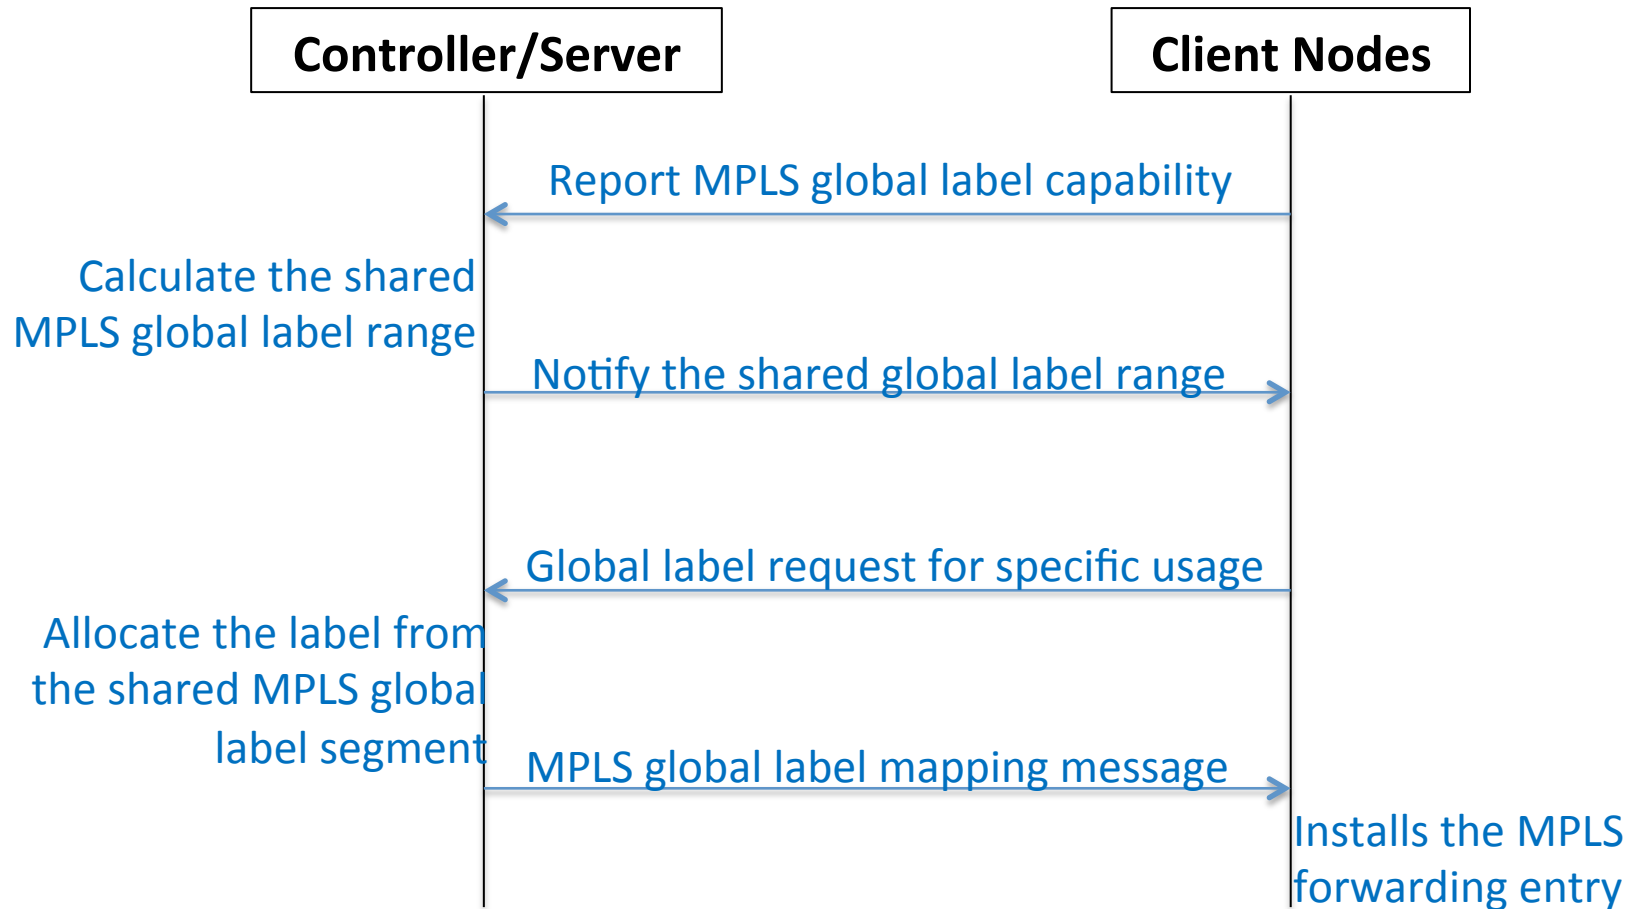 Controller/Server
Client Nodes
Report MPLS global label capability
Calculate the shared
MPLS global label range
Notify the shared global label range
Global label request for specific usage
Allocate the label from
the shared MPLS global
label segment
MPLS global label mapping message
Installs the MPLS
forwarding entry